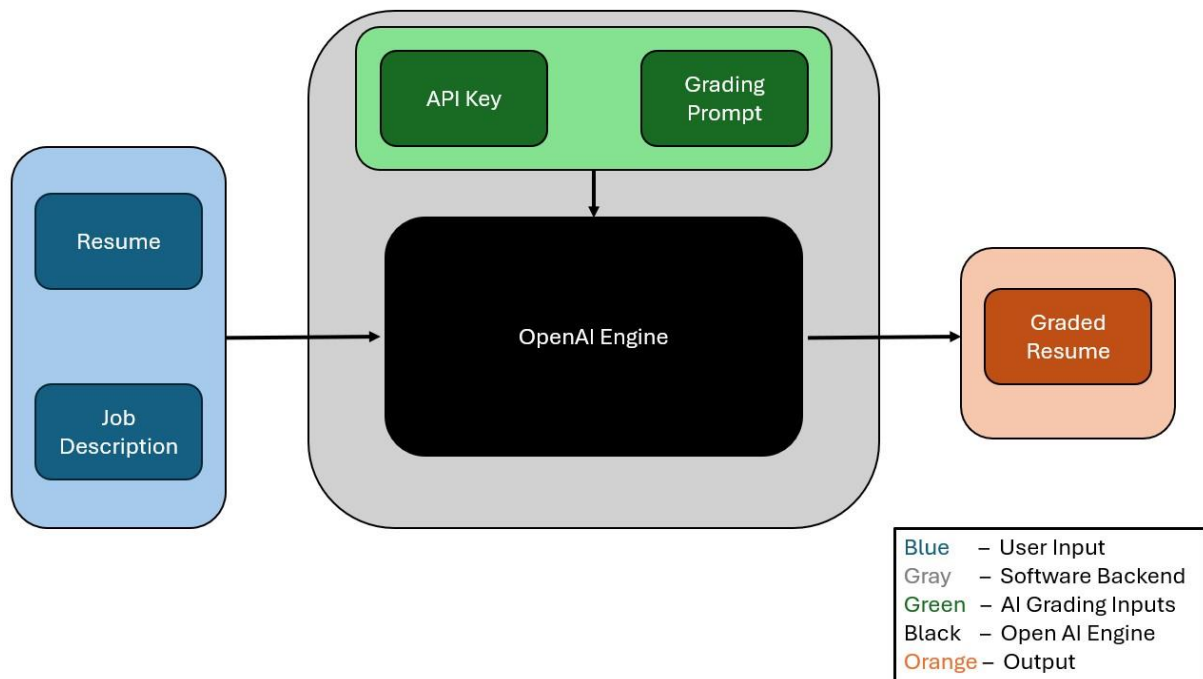 API Key
Grading
Prompt
Resume
Job
Description
OpenAI Engine
Graded
Resume
Blue – User Input
Gray – Software Backend
Green – AI Grading Inputs
Black – Open AI Engine
Orange – Output